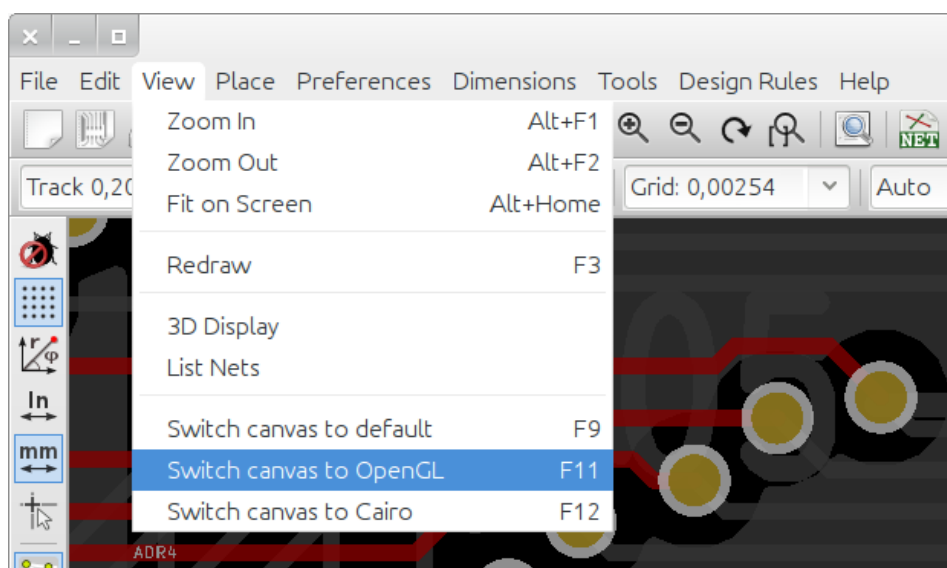 File Edit View Place Preferences Dimensions Tools Design Rules Help
Zoom In Alt+F1
NET
Zoom Out Alt+F2
Track 0,20
Grid: 0,00254
Auto
Fit on Screen Alt+Home
Redraw F3
3D Display
r φ
List Nets
In
Switch canvas to default F9
mm
Switch canvas to OpenGL F11
Switch canvas to Cairo F12
ADR4